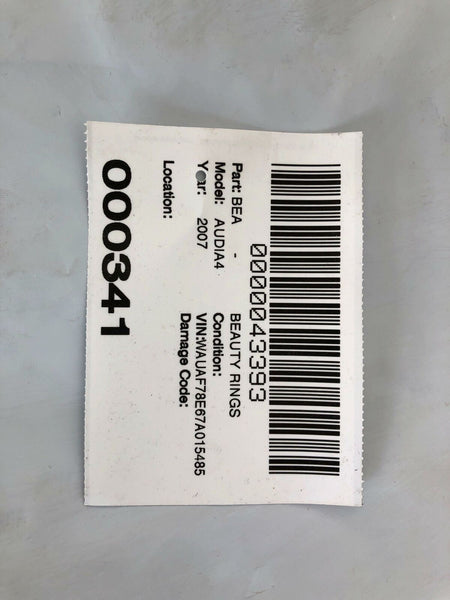 0000043393
Part: BEA - BEAUTY RINGS
Model: AUDIA4 Condition:
Year: 2007 VIN:WAUAF78E67A015485
Damage Code:
Location:
000341